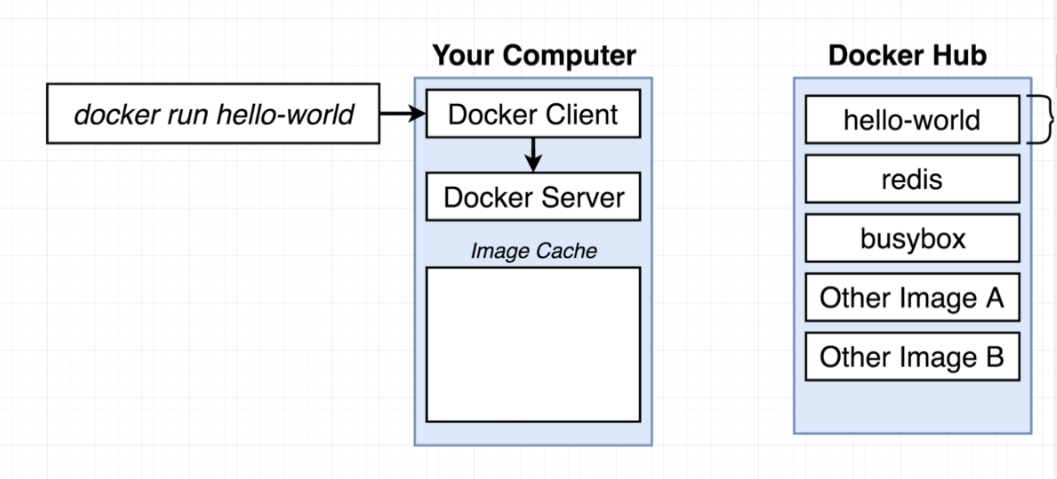 Your Computer
Docker Hub
docker run hello-world
Docker Client
Docker Server
Image Cache
hello-world
redis
busybox
Other Image A
Other Image B